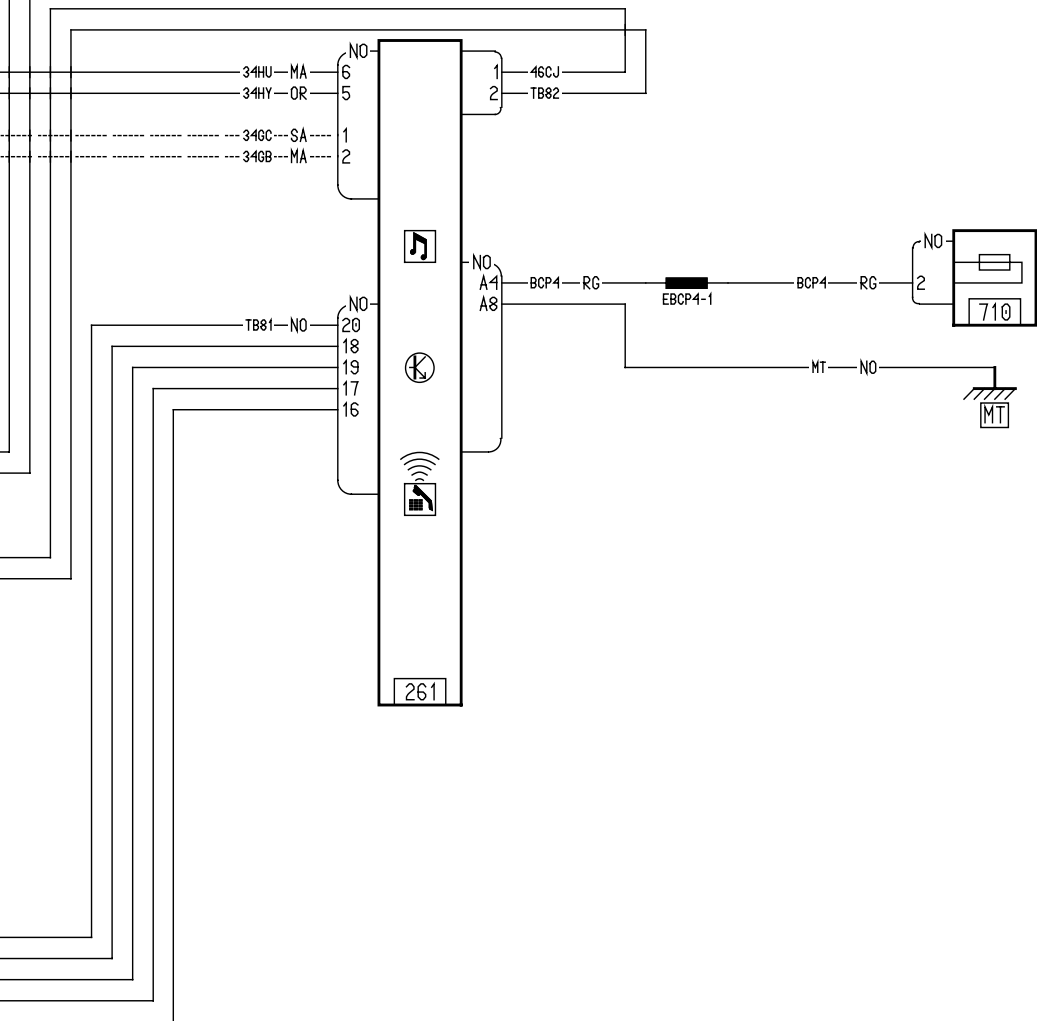 NO
34HU MA 6 1 46CJ
34HY OR 5 2 TB82
34GC SA 1
34GB MA 2
NO
NO
A4 BCP4 RG BCP4 RG 2
EBCP4-1
NO A8
710
TB81 NO 20
18
19 MT NO
17
16 MT
261